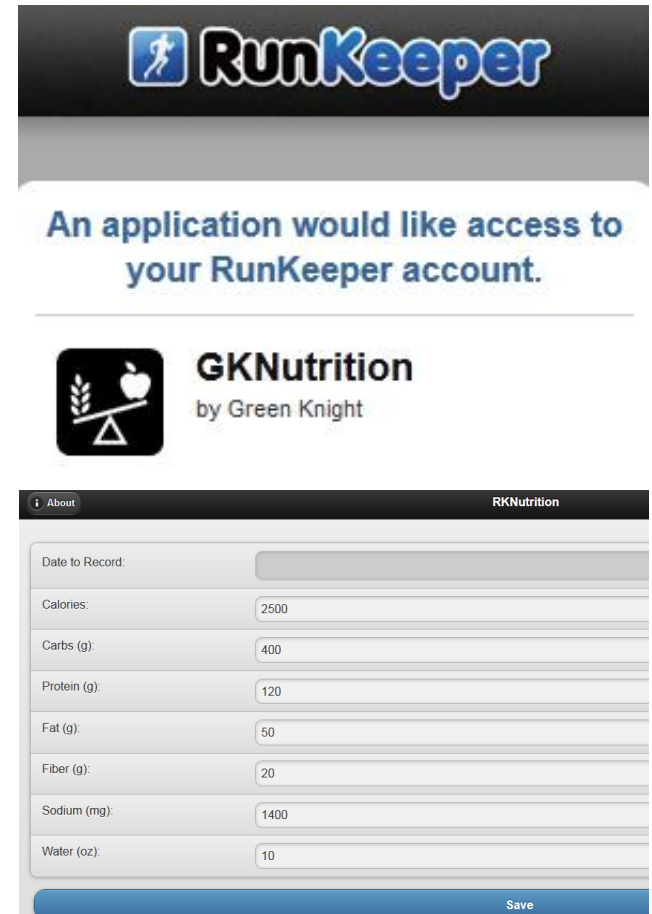 RunKeeper
An application would like access to
your RunKeeper account.
GKNutrition
by Green Knight
i About
RKNutrition
Date to Record:
Calories: 2500
Carbs (g): 400
Protein (g): 120
Fat (g): 50
Fiber (g): 20
Sodium (mg): 1400
Water (oz): 10
Save